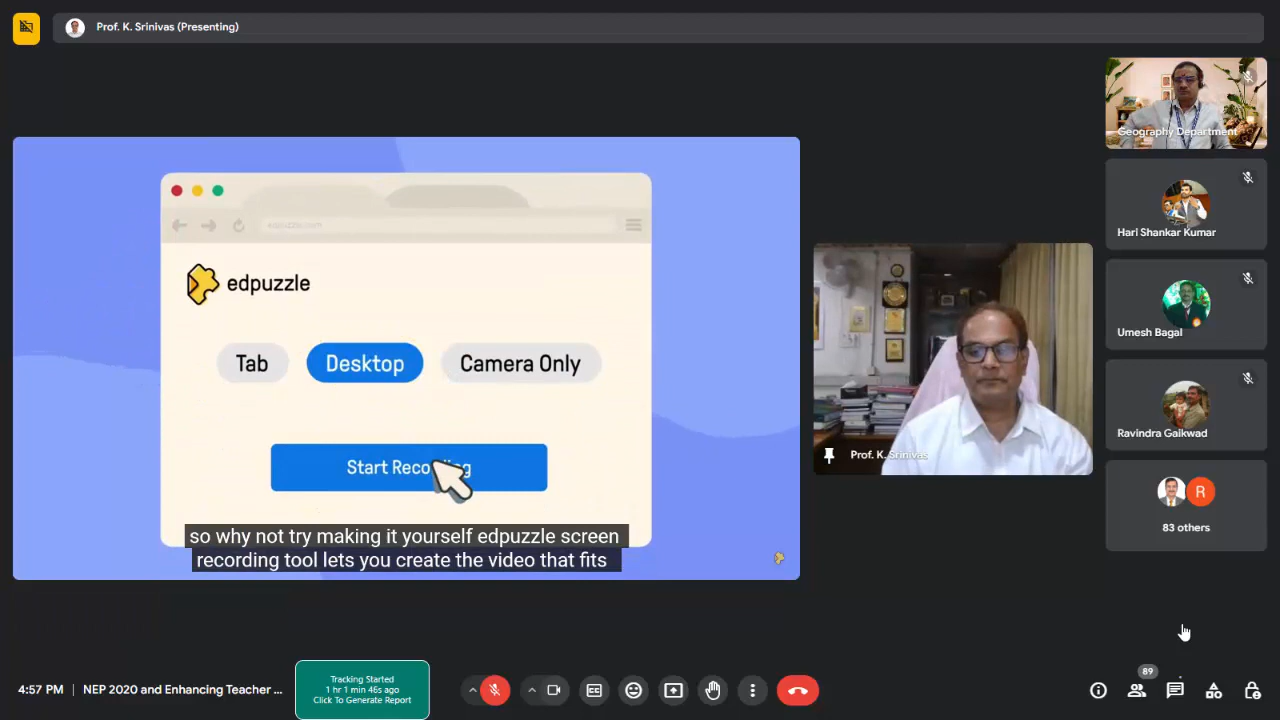 Prof. K. Srinivas (Presenting)
edpuzzle.com
edpuzzle
Tab
Desktop
Camera Only
so why not try making it yourself edpuzzle screen
recording tool lets you create the video that fits
Prof. K. Srinivas
Geography Department
Hari Shankar Kumar
Umesh Bagal
Ravindra Gaikwad
R
83 others
4:57 PM
NEP 2020 and Enhancing Teacher ...
Tracking Started
1 hr 1 min 46s ago
Click To Generate Report
89